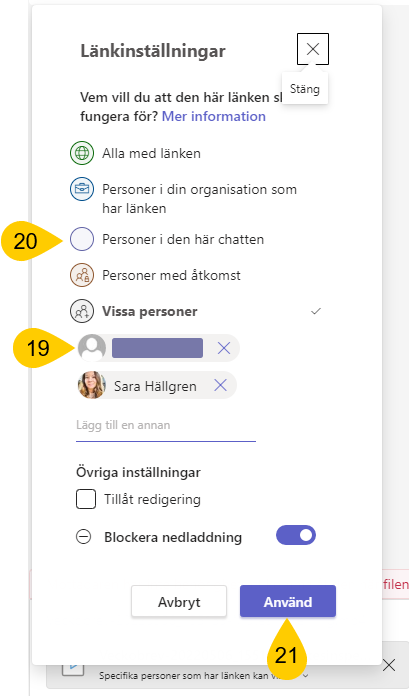 Länkinställningar
Stäng
Vem vill du att den här länken sk
fungera för? Mer information
Alla med länken
Personer i din organisation som
har länken
20
Personer i den här chatten
Personer med åtkomst
Vissa personer
19
Sara Hällgren
Lägg till en annan
Övriga inställningar
Tillåt redigering
Blockera nedladdning
filen
Avbryt
Använd
21
Specifika personer som har länken kan vi